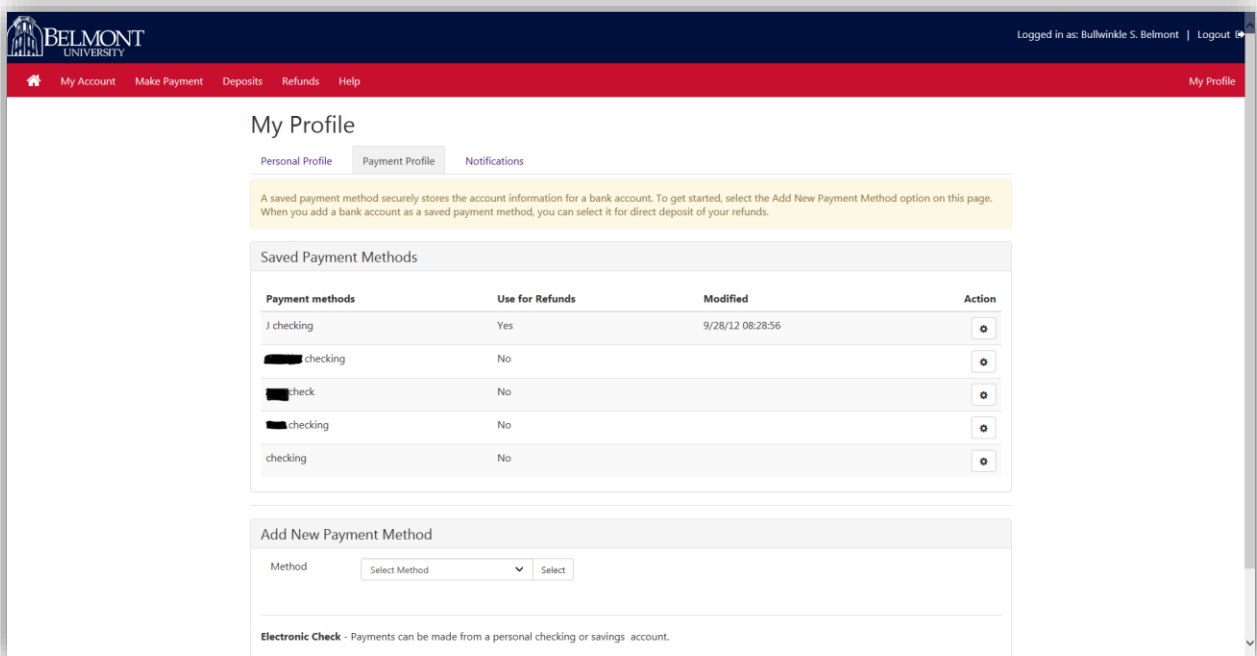 BELMONT
UNIVERSITY
Logged in as: Bullwinkle S. Belmont | Logout
My Account Make Payment Deposits Refunds Help My Profile
My Profile
Personal Profile Payment Profile Notifications
A saved payment method securely stores the account information for a bank account. To get started, select the Add New Payment Method option on this page.
When you add a bank account as a saved payment method, you can select it for direct deposit of your refunds.
Saved Payment Methods
Payment methods Use for Refunds Modified Action
J checking Yes 9/28/12 08:28:56
checking No
check No
checking No
checking No
Add New Payment Method
Method Select Method Select
Electronic Check - Payments can be made from a personal checking or savings account.